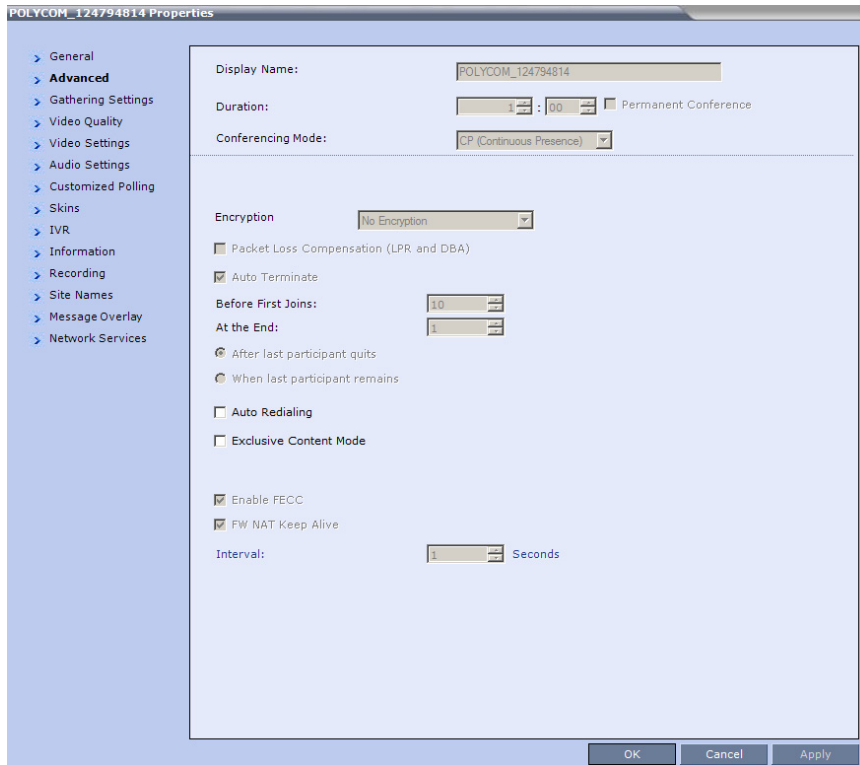 POLYCOM_124794814 Properties
General
Advanced
Gathering Settings
Video Quality
Video Settings
Audio Settings
Customized Polling
Skins
IVR
Information
Recording
Site Names
Message Overlay
Network Services
Display Name: POLYCOM_124794814
Duration: 1 : 00 Permanent Conference
Conferencing Mode: CP (Continuous Presence)
Encryption No Encryption
Packet Loss Compensation (LPR and DBA)
Auto Terminate
Before First Joins: 10
At the End: 1
After last participant quits
When last participant remains
Auto Redialing
Exclusive Content Mode
Enable FECC
FW NAT Keep Alive
Interval: 1 Seconds
OK Cancel Apply